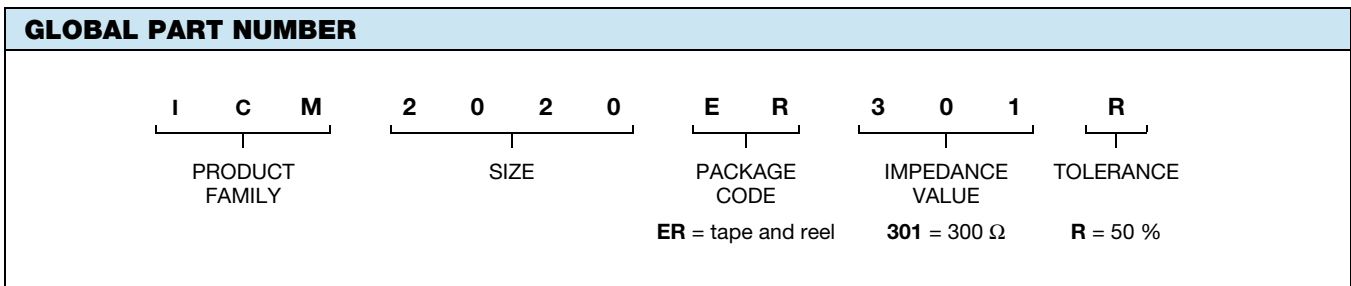 GLOBAL PART NUMBER
I C M 2 0 2 0 E R 3 0 1 R
PRODUCT FAMILY SIZE PACKAGE CODE IMPEDANCE VALUE TOLERANCE
ER = tape and reel 301 = 300 Ω R = 50 %